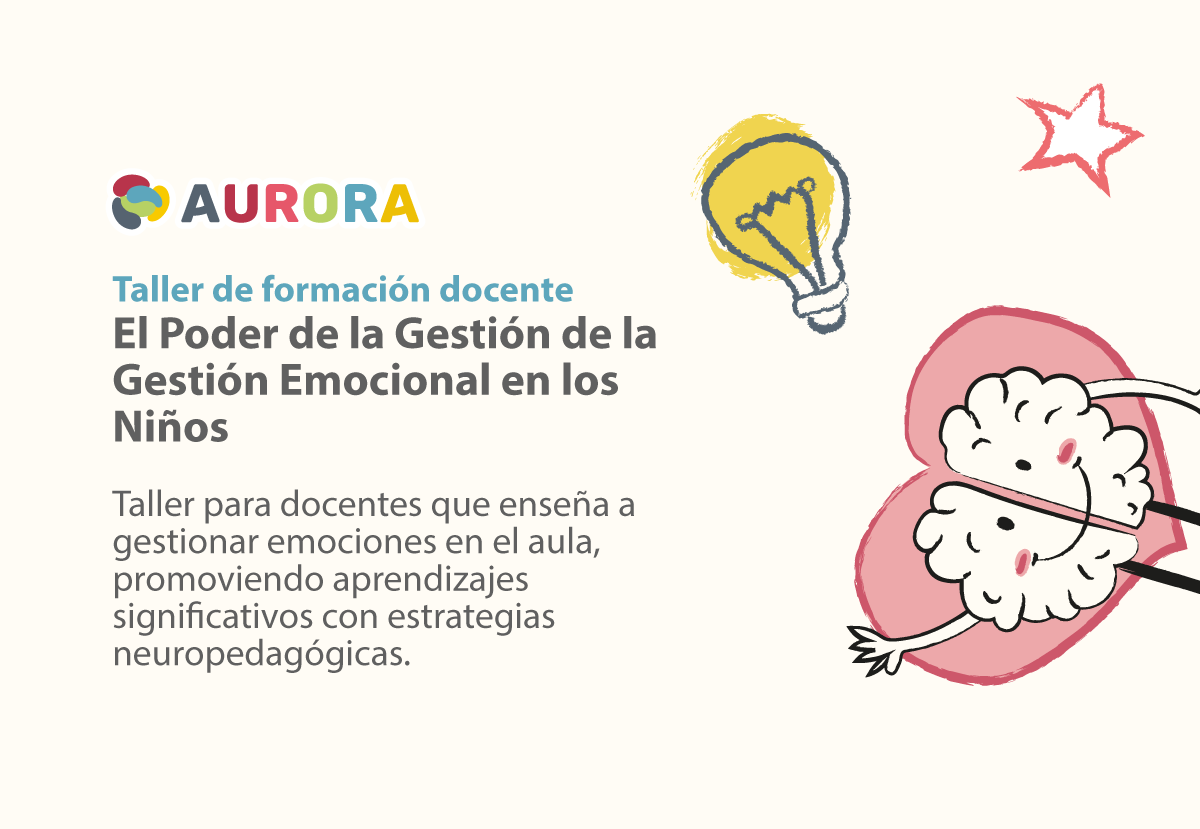 AURORA
Taller de formación docente
El Poder de la Gestión de la
Gestión Emocional en los
Niños
Taller para docentes que enseña a
gestionar emociones en el aula,
promoviendo aprendizajes
significativos con estrategias
neuropedagógicas.